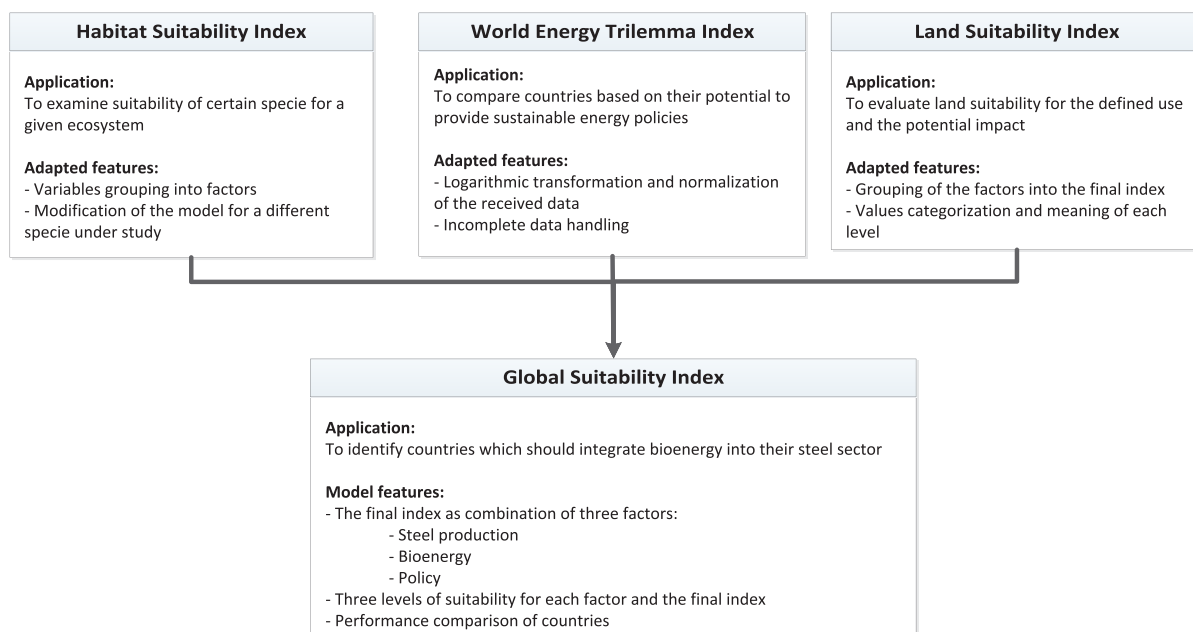 Habitat Suitability Index
Application:
To examine suitability of certain specie for a
given ecosystem
Adapted features:
- Variables grouping into factors
- Modification of the model for a different
specie under study
World Energy Trilemma Index
Application:
To compare countries based on their potential to
provide sustainable energy policies
Adapted features:
- Logarithmic transformation and normalization
of the received data
- Incomplete data handling
Land Suitability Index
Application:
To evaluate land suitability for the defined use
and the potential impact
Adapted features:
- Grouping of the factors into the final index
- Values categorization and meaning of each
level
Global Suitability Index
Application:
To identify countries which should integrate bioenergy into their steel sector
Model features:
- The final index as combination of three factors:
- Steel production
- Bioenergy
- Policy
- Three levels of suitability for each factor and the final index
- Performance comparison of countries